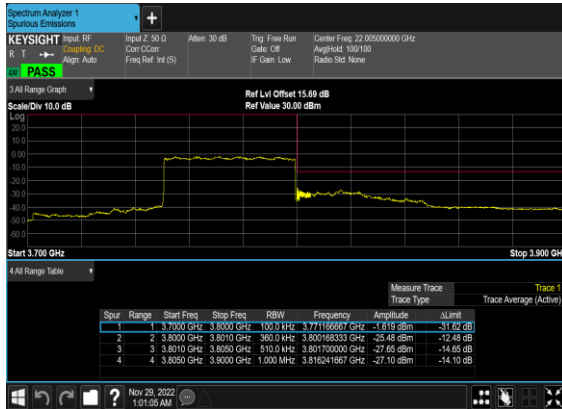 Spectrum Analyzer 1
Spurious Emissions
+
KEYSIGHT Input: RF Input Z: 50 Ω Atten: 30 dB Trig: Free Run Center Freq: 22.005000000 GHz
R T Coupling: DC Corr CCorr Gate: Off Avg|Hold: 100/100
Align: Auto Freq Ref: Int (S) IF Gain: Low Radio Std: None
PASS
3 All Range Graph
Ref Lvl Offset 15.69 dB
Scale/Div 10.0 dB Ref Value 30.00 dBm
Log
20.0
10.0
0.00
-10.0
-20.0
-30.0
-40.0
-50.0
-60.0
Start 3.700 GHz Stop 3.900 GH
4 All Range Table
Measure Trace Trace 1
Trace Type Trace Average (Active)
Spur Range Start Freq Stop Freq RBW Frequency Amplitude ΔLimit
1 1 3.7000 GHz 3.8000 GHz 100.0 kHz 3.771166667 GHz -1.619 dBm -31.62 dB
2 2 3.8000 GHz 3.8010 GHz 360.0 kHz 3.800168333 GHz -25.48 dBm -12.48 dB
3 3 3.8010 GHz 3.8050 GHz 510.0 kHz 3.801700000 GHz -27.65 dBm -14.65 dB
4 4 3.8050 GHz 3.9000 GHz 1.000 MHz 3.816241667 GHz -27.10 dBm -14.10 dB
? Nov 29, 2022
1:01:05 AM